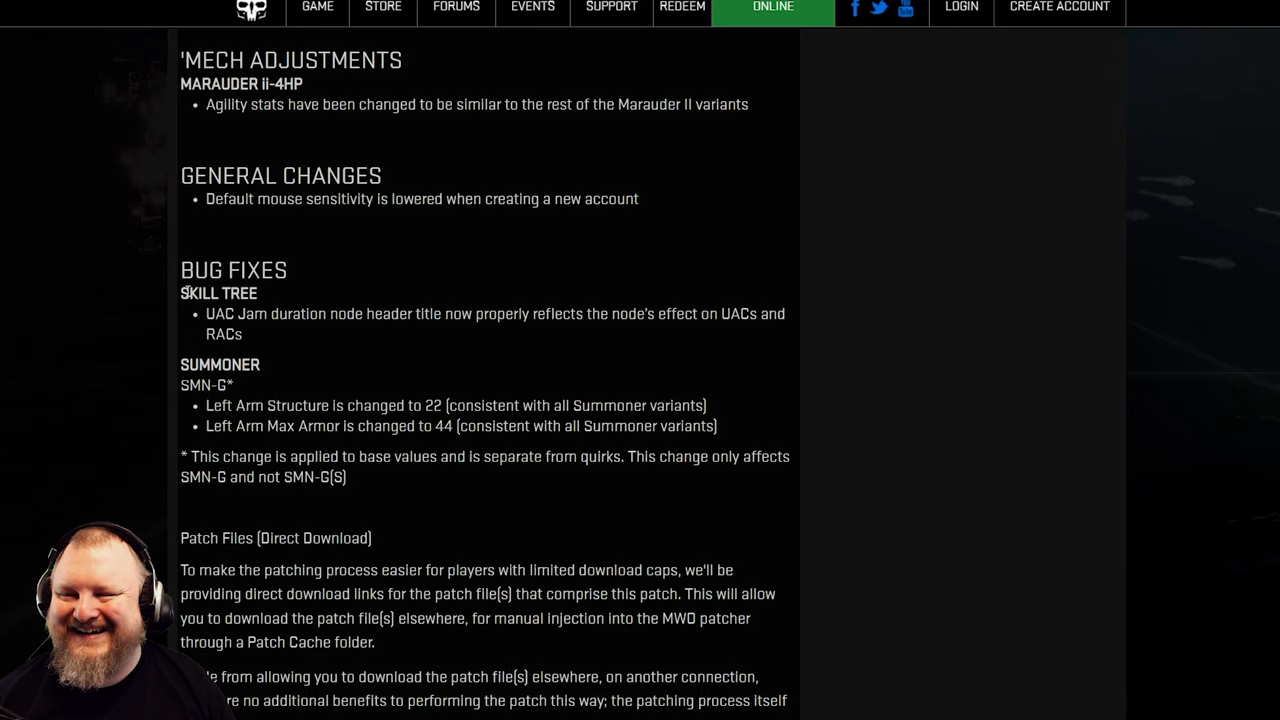 GAME STORE FORUMS EVENTS SUPPORT REDEEM ONLINE LOGIN CREATE ACCOUNT
'MECH ADJUSTMENTS
MARAUDER ii-4HP
• Agility stats have been changed to be similar to the rest of the Marauder II variants
GENERAL CHANGES
• Default mouse sensitivity is lowered when creating a new account
BUG FIXES
SKILL TREE
• UAC Jam duration node header title now properly reflects the node's effect on UACs and
RACs
SUMMONER
SMN-G*
• Left Arm Structure is changed to 22 (consistent with all Summoner variants)
• Left Arm Max Armor is changed to 44 (consistent with all Summoner variants)
* This change is applied to base values and is separate from quirks. This change only affects
SMN-G and not SMN-G(S)
Patch Files (Direct Download)
To make the patching process easier for players with limited download caps, we'll be
providing direct download links for the patch file(s) that comprise this patch. This will allow
you to download the patch file(s) elsewhere, for manual injection into the MWO patcher
through a Patch Cache folder.
from allowing you to download the patch file(s) elsewhere, on another connection,
no additional benefits to performing the patch this way; the patching process itself